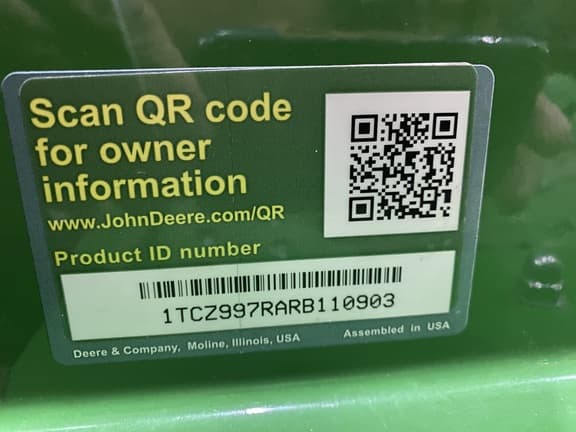 Scan QR code
for owner
information
www.JohnDeere.com/QR
Product ID number
1TCZ997RARB110903
Deere & Company, Moline, Illinois, USA
Assembled in USA